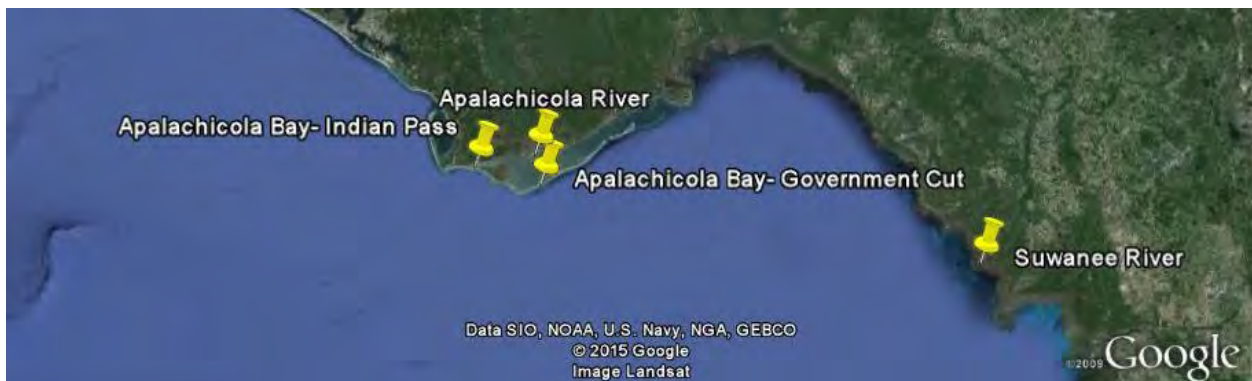 Apalachicola River
Apalachicola Bay- Indian Pass
Apalachicola Bay- Government Cut
Suwanee River
Data SIO, NOAA, U.S. Navy, NGA, GEBCO
© 2015 Google
Image Landsat
©2009 Google